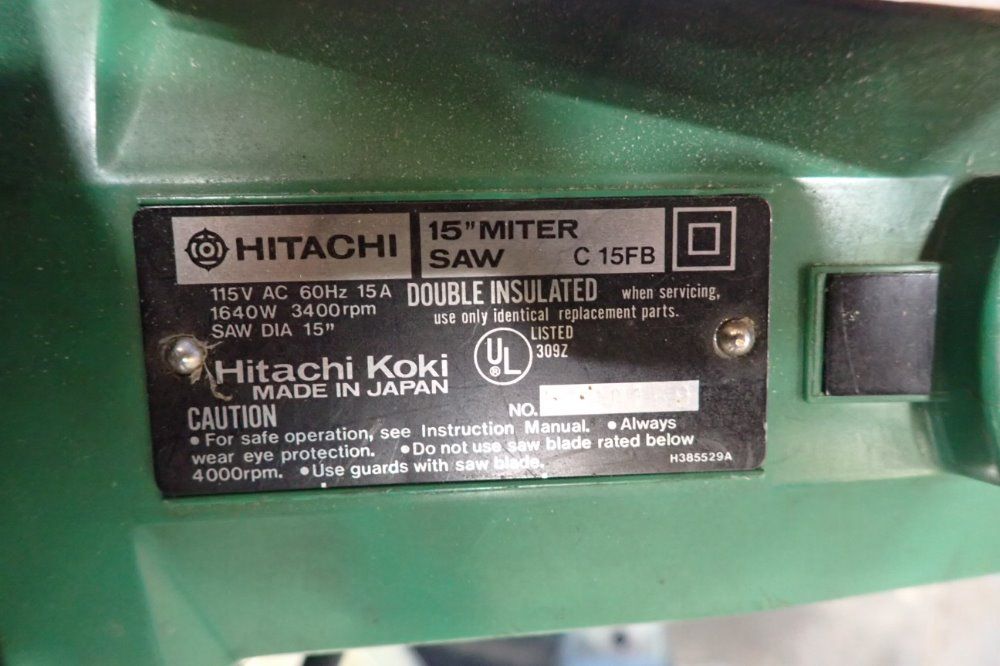 HITACHI
15" MITER
SAW C 15FB
115V AC 60Hz 15A
1640W 3400rpm
SAW DIA 15"
DOUBLE INSULATED when servicing,
use only identical replacement parts.
UL
®
LISTED
309Z
Hitachi Koki
MADE IN JAPAN
NO.
CAUTION
• For safe operation, see Instruction Manual. • Always
wear eye protection. • Do not use saw blade rated below
4000rpm. • Use guards with saw blade.
H385529A